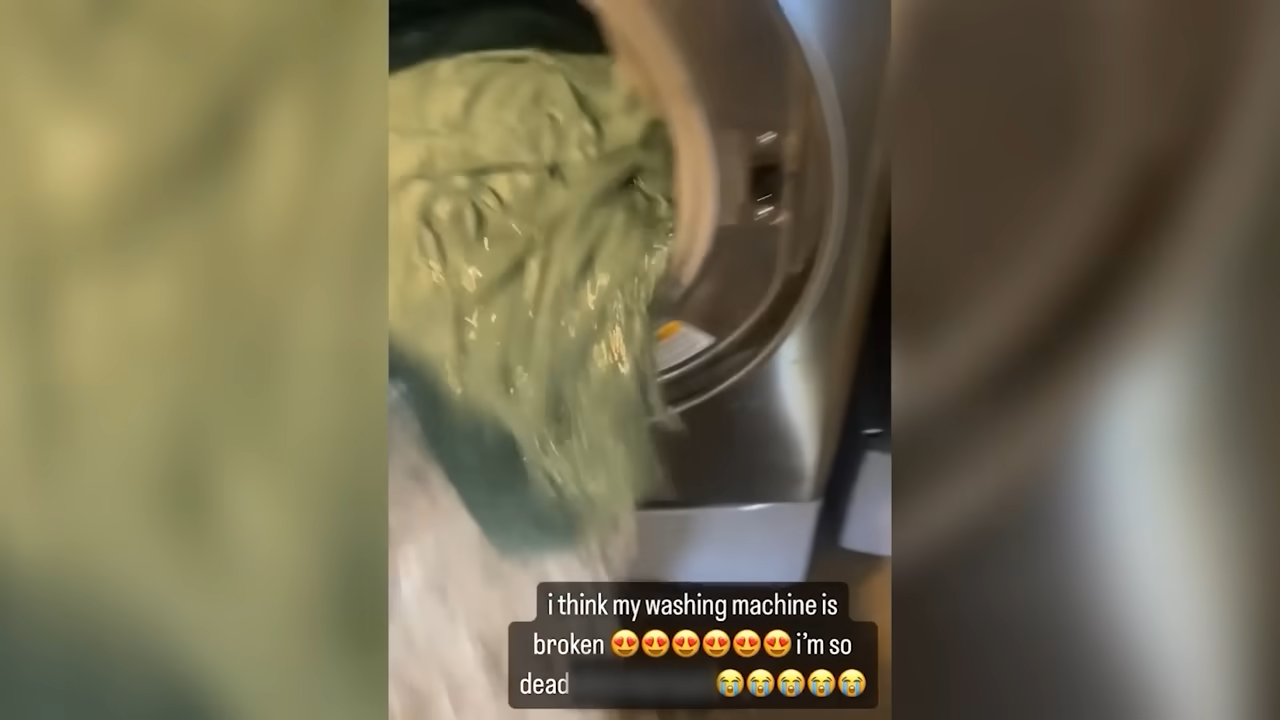 i think my washing machine is
broken 😍😍😍😍😍😍 i'm so
dead 😭😭😭😭😭